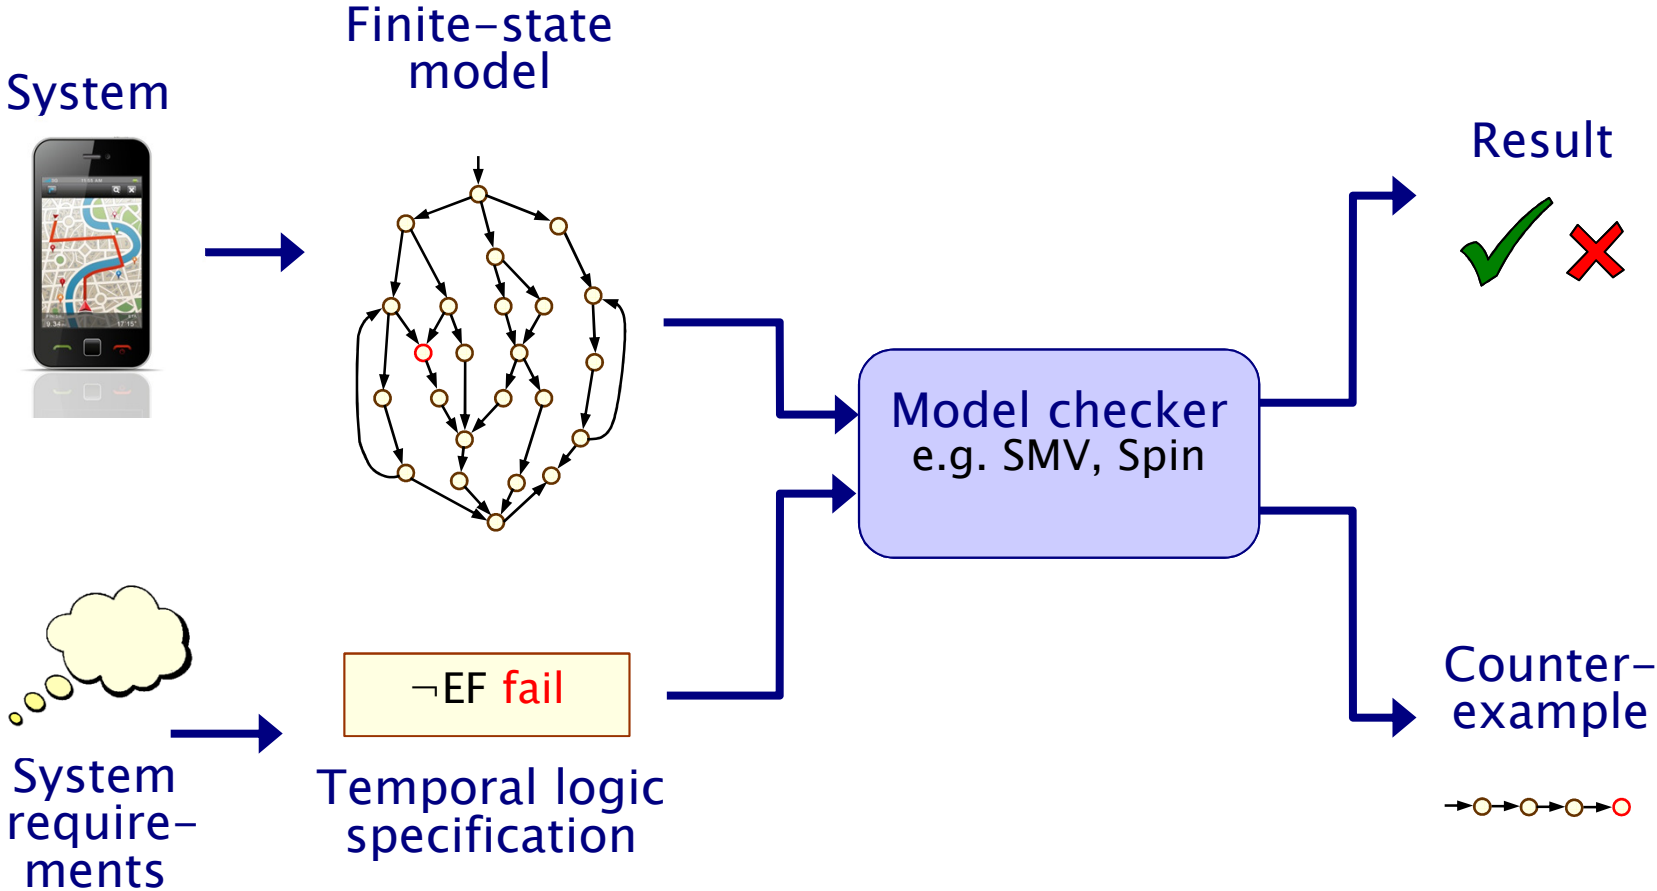 Finite-state
model
System
Result
Model checker
e.g. SMV, Spin
¬EF fail
Temporal logic
specification
System
require-
ments
Counter-
example